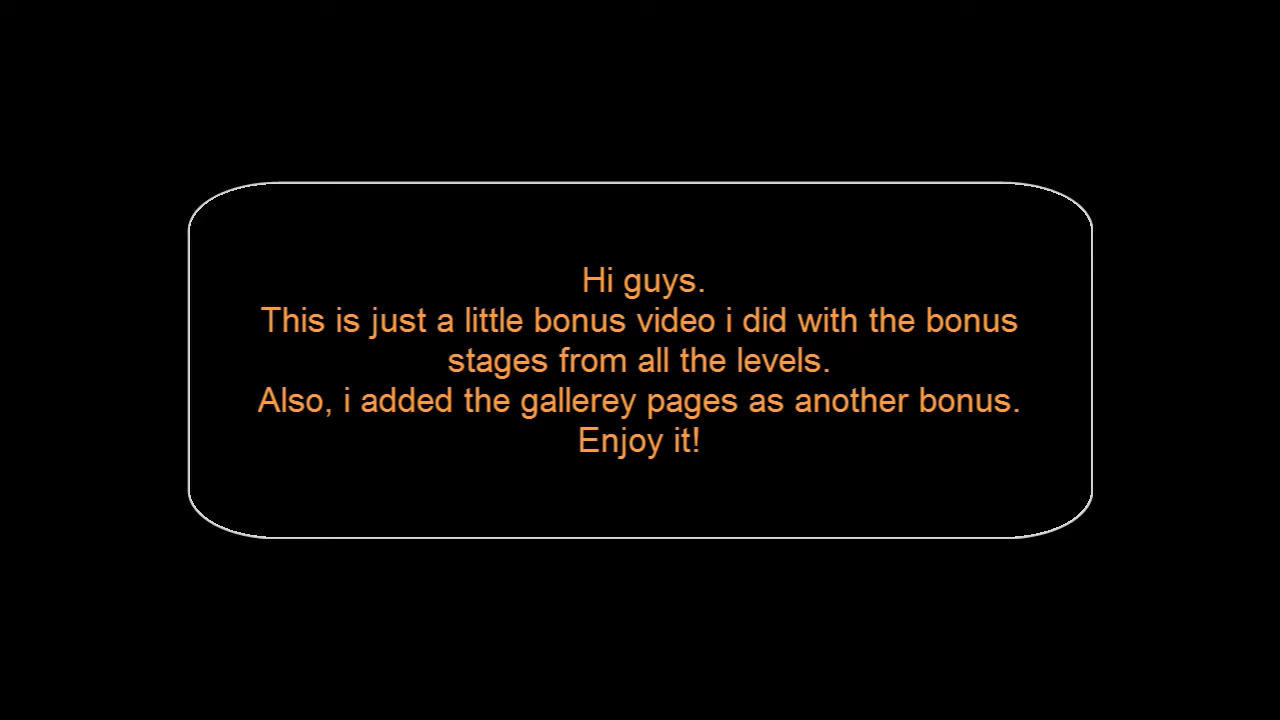 Hi guys.
This is just a little bonus video i did with the bonus
stages from all the levels.
Also, i added the gallerey pages as another bonus.
Enjoy it!